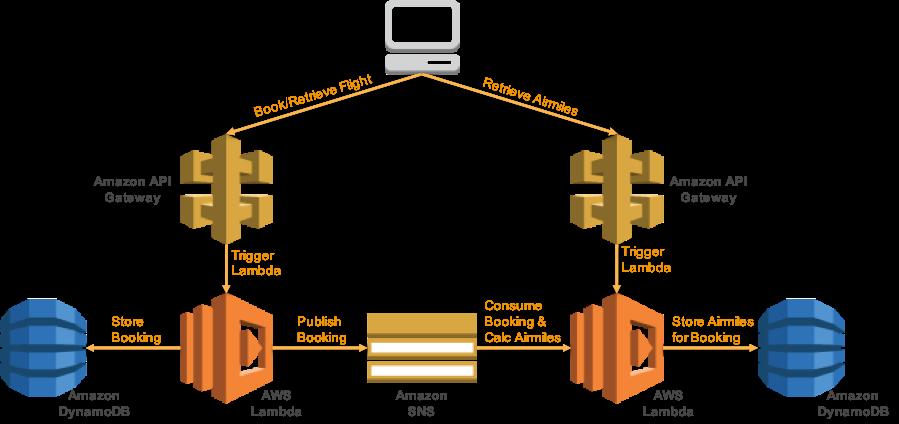 Book/Retrieve Flight
Retrieve Airmiles
Amazon API
Gateway
Amazon API
Gateway
Trigger
Lambda
Trigger
Lambda
Store
Booking
Publish
Booking
Consume
Booking &
Calc Airmiles
Store Airmiles
for Booking
Amazon
DynamoDB
AWS
Lambda
Amazon
SNS
AWS
Lambda
Amazon
DynamoDB